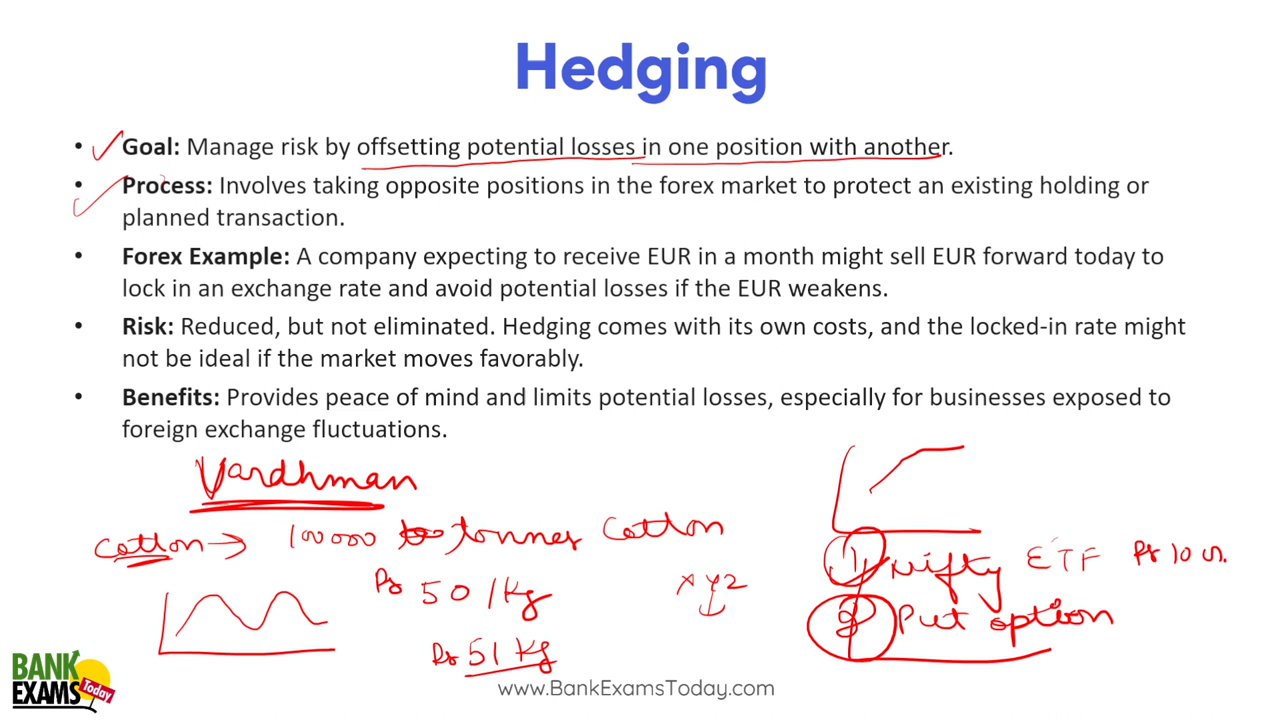 Hedging
• Goal: Manage risk by offsetting potential losses in one position with another.
• Process: Involves taking opposite positions in the forex market to protect an existing holding or
planned transaction.
• Forex Example: A company expecting to receive EUR in a month might sell EUR forward today to
lock in an exchange rate and avoid potential losses if the EUR weakens.
• Risk: Reduced, but not eliminated. Hedging comes with its own costs, and the locked-in rate might
not be ideal if the market moves favorably.
• Benefits: Provides peace of mind and limits potential losses, especially for businesses exposed to
foreign exchange fluctuations.
Vardhman
Cotton → tonnes Cotton
Rs 50 / Kg
XYZ
Rs 51 Kg
1 Nifty ETF Rs 10
2 Put option
BANK
EXAMS
Today
www.BankExamsToday.com